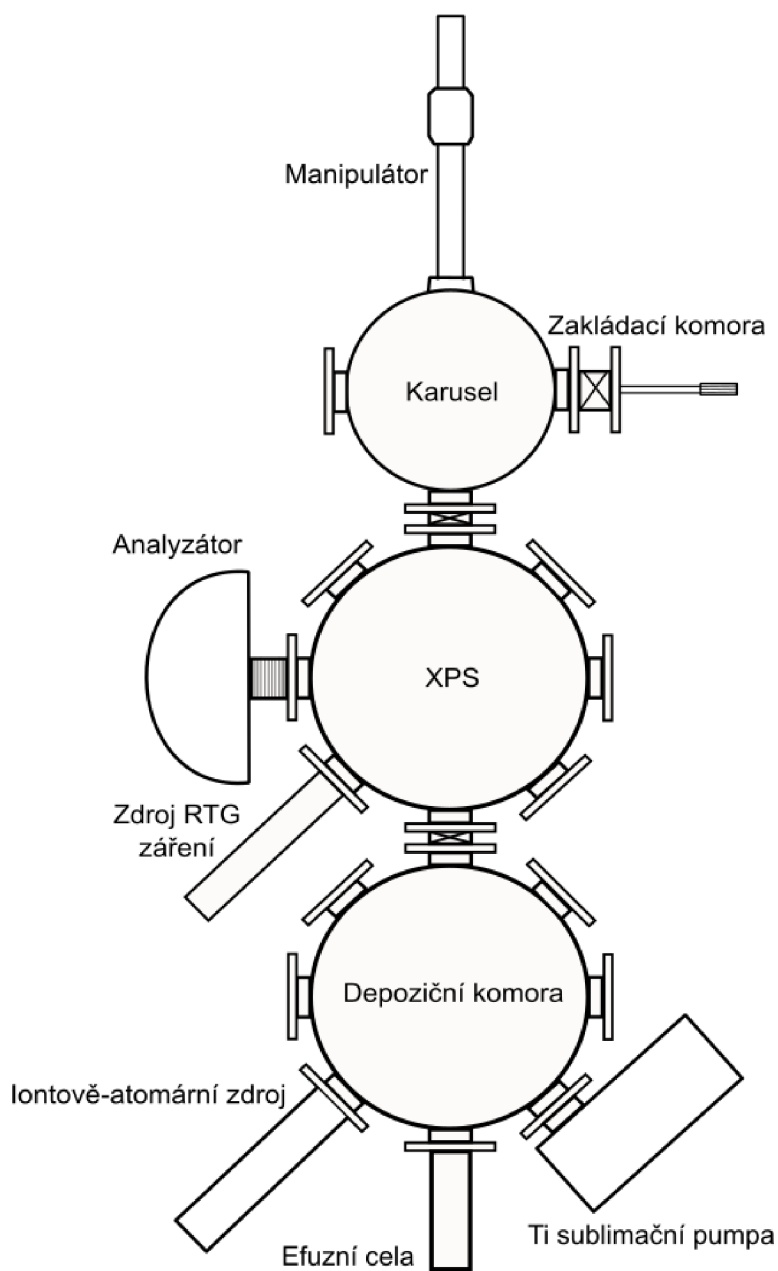 Manipulátor
Zakládací komora
Karusel
Analyzátor
XPS
Zdroj RTG
záření
Depoziční komora
Iontově-atomární zdroj
Ti sublimační pumpa
Efuzní cela